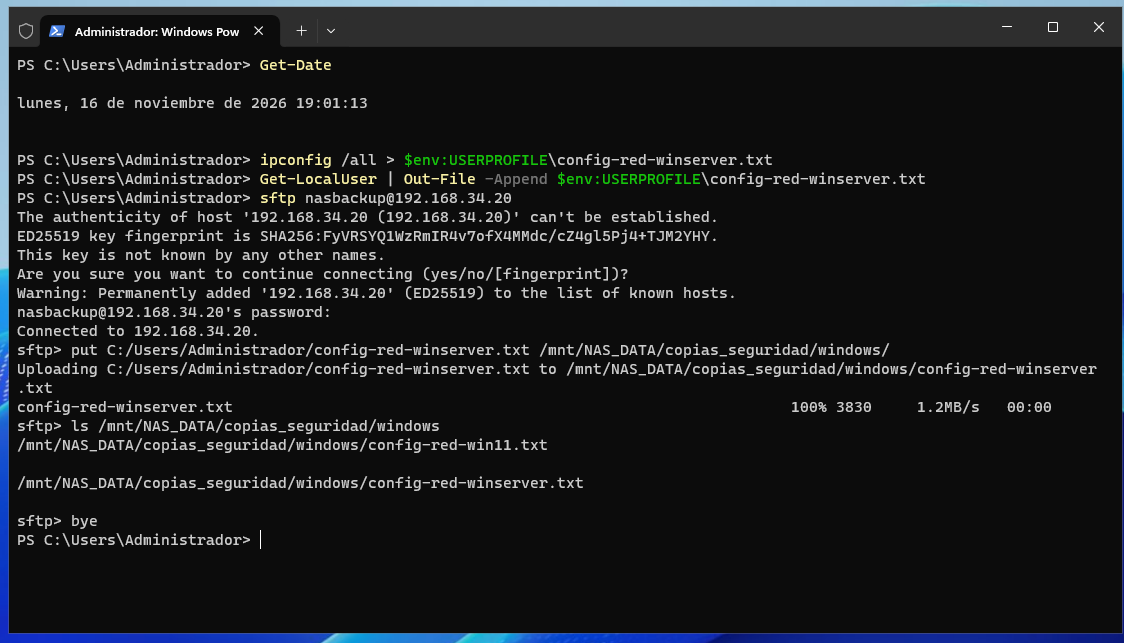 Administrador: Windows Pow
PS C:\Users\Administrador> Get-Date
lunes, 16 de noviembre de 2026 19:01:13
PS C:\Users\Administrador> ipconfig /all > $env:USERPROFILE\config-red-winserver.txt
PS C:\Users\Administrador> Get-LocalUser | Out-File -Append $env:USERPROFILE\config-red-winserver.txt
PS C:\Users\Administrador> sftp nasbackup@192.168.34.20
The authenticity of host '192.168.34.20 (192.168.34.20)' can't be established.
ED25519 key fingerprint is SHA256:FyVRSYQ1WzRmIR4v7ofX4MMdc/cZ4gl5Pj4+TJM2YHY.
This key is not known by any other names.
Are you sure you want to continue connecting (yes/no/[fingerprint])?
Warning: Permanently added '192.168.34.20' (ED25519) to the list of known hosts.
nasbackup@192.168.34.20's password:
Connected to 192.168.34.20.
sftp> put C:/Users/Administrador/config-red-winserver.txt /mnt/NAS_DATA/copias_seguridad/windows/
Uploading C:/Users/Administrador/config-red-winserver.txt to /mnt/NAS_DATA/copias_seguridad/windows/config-red-winserver
.txt
config-red-winserver.txt 100% 3830 1.2MB/s 00:00
sftp> ls /mnt/NAS_DATA/copias_seguridad/windows
/mnt/NAS_DATA/copias_seguridad/windows/config-red-win11.txt
/mnt/NAS_DATA/copias_seguridad/windows/config-red-winserver.txt
sftp> bye
PS C:\Users\Administrador>